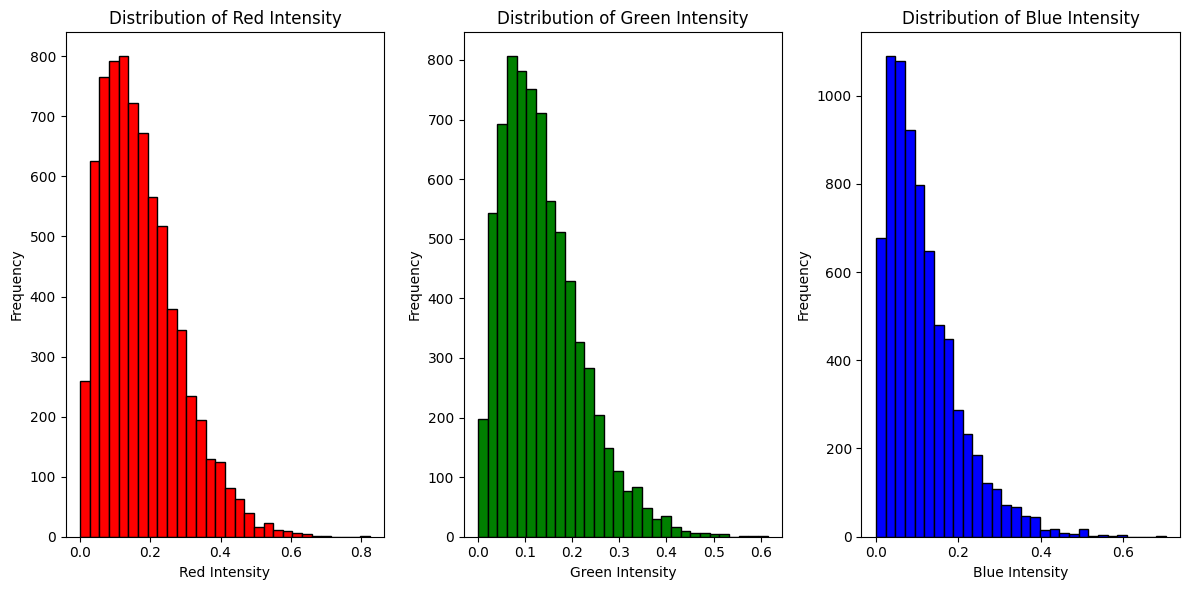 Distribution of Red Intensity
Distribution of Green Intensity
Distribution of Blue Intensity
Frequency
800
700
600
500
400
300
200
100
0
0.0 0.2 0.4 0.6 0.8
Red Intensity
Frequency
800
700
600
500
400
300
200
100
0
0.0 0.1 0.2 0.3 0.4 0.5 0.6
Green Intensity
Frequency
1000
800
600
400
200
0
0.0 0.2 0.4 0.6
Blue Intensity